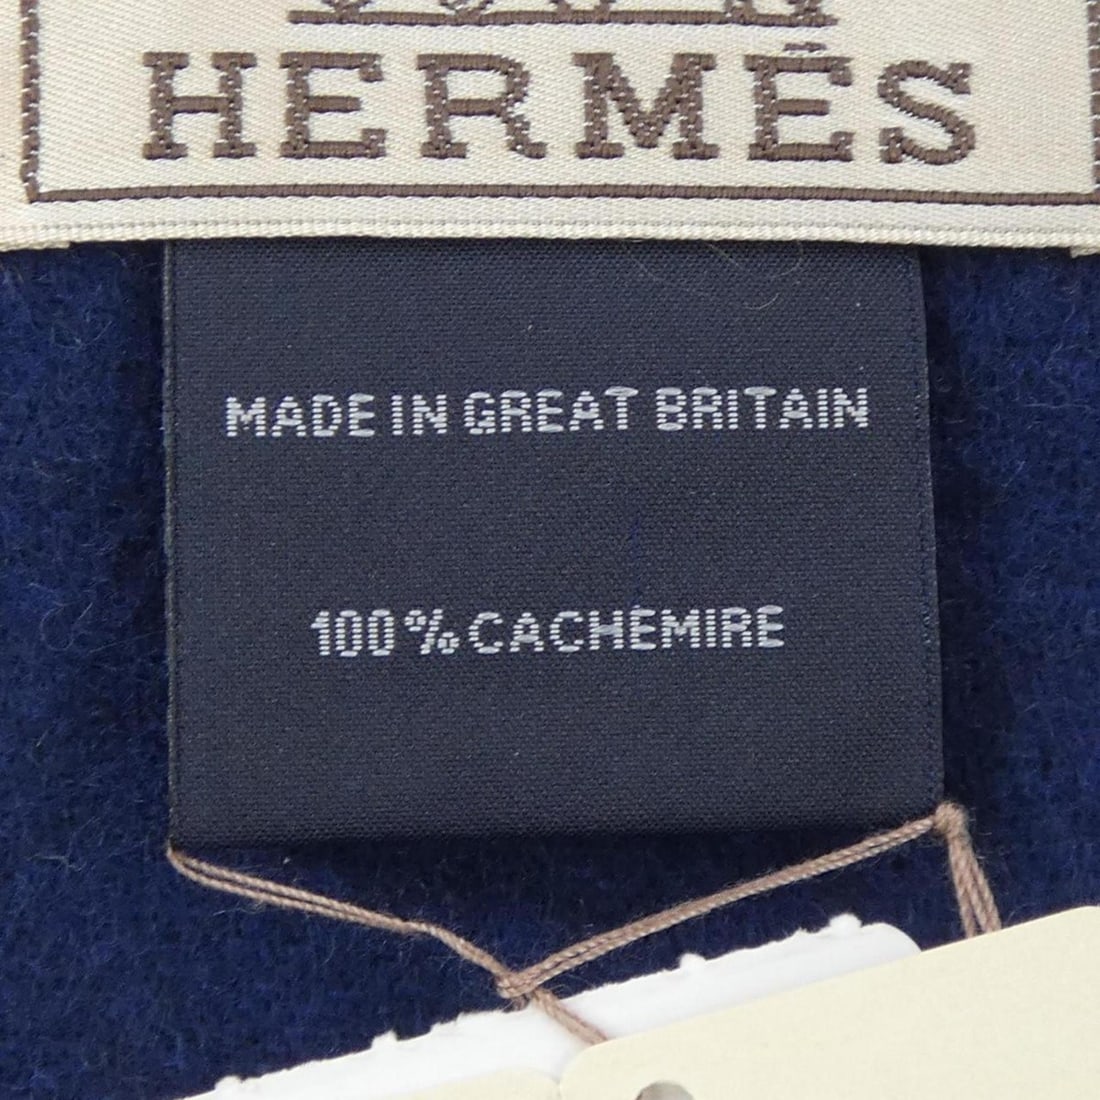 HERMÈS
MADE IN GREAT BRITAIN
100% CACHEMIRE